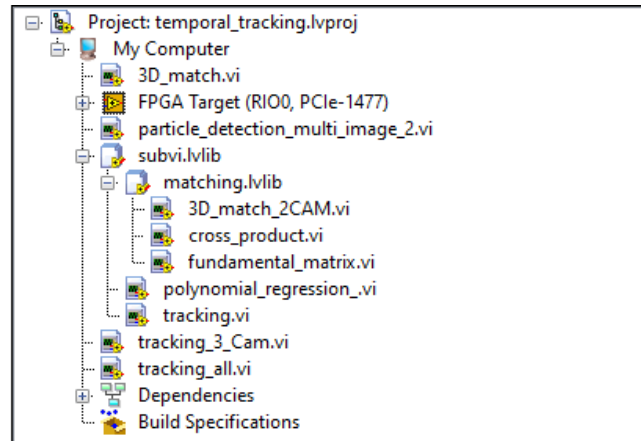 Project: temporal_tracking.lvproj
My Computer
3D_match.vi
FPGA Target (RIO0, PCIe-1477)
particle_detection_multi_image_2.vi
subvi.lvlib
matching.lvlib
3D_match_2CAM.vi
cross_product.vi
fundamental_matrix.vi
polynomial_regression_.vi
tracking.vi
tracking_3_Cam.vi
tracking_all.vi
Dependencies
Build Specifications